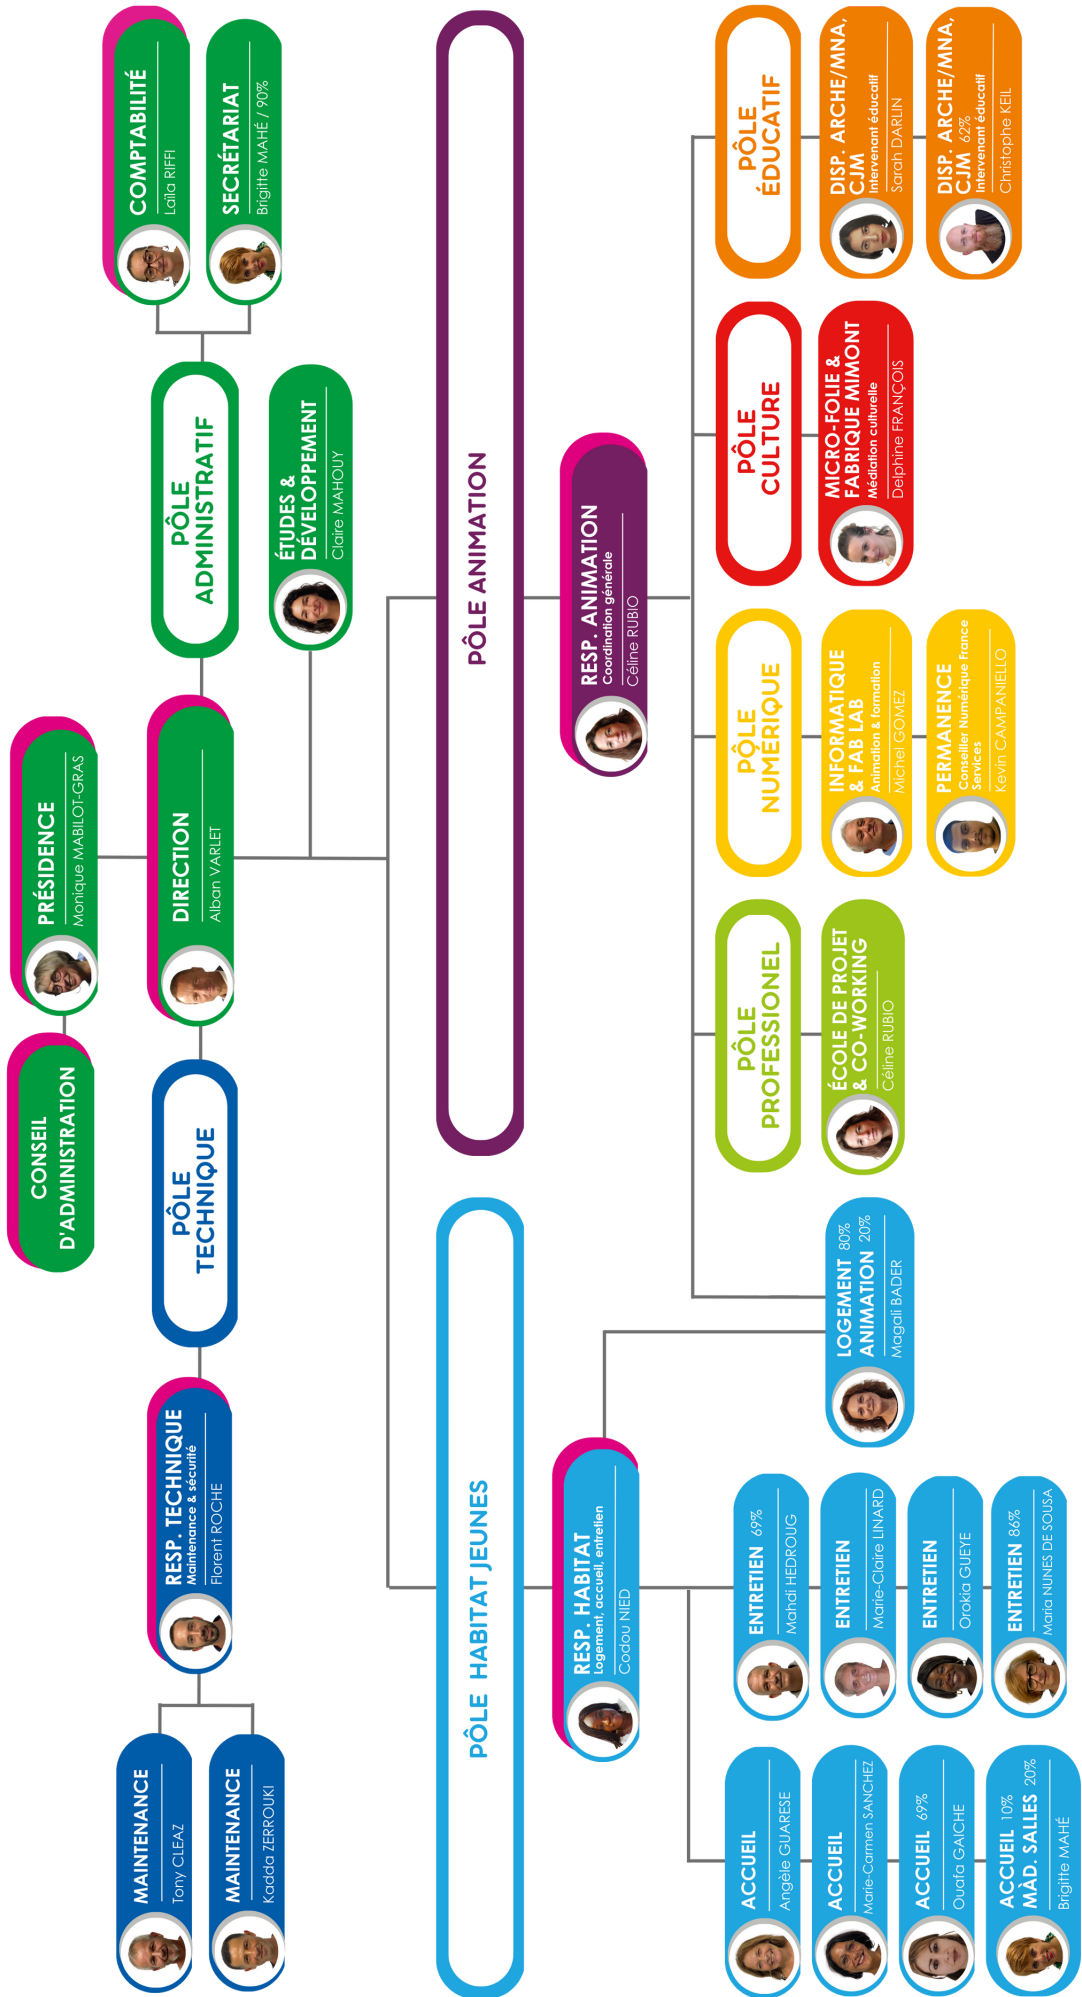 CONSEIL
D'ADMINISTRATION
PRÉSIDENCE
Monique MABILOT-GRAS
MAINTENANCE
Tony CLEAZ
MAINTENANCE
Kadda ZERROUKI
RESP. TECHNIQUE
Maintenance & sécurité
Florent ROCHE
PÔLE
TECHNIQUE
DIRECTION
Alban VARLET
PÔLE
ADMINISTRATIF
COMPTABILITÉ
Laïla RIFFI
SECRÉTARIAT
Brigitte MAHÉ / 90%
ÉTUDES &
DÉVELOPPEMENT
Claire MAHOUY
PÔLE HABITAT JEUNES
PÔLE ANIMATION
RESP. HABITAT
Logement, accueil, entretien
Codou NIED
RESP. ANIMATION
Coordination générale
Céline RUBIO
ACCUEIL
Angèle GUARESE
ACCUEIL
Marie-Carmen SANCHEZ
ACCUEIL 69%
Ouafa GAICHE
ACCUEIL 10%
MÀD. SALLES 20%
Brigitte MAHÉ
ENTRETIEN 69%
Mahdi HEDROUG
ENTRETIEN
Marie-Claire LINARD
ENTRETIEN
Orokia GUEYE
ENTRETIEN 86%
Maria NUNES DE SOUSA
LOGEMENT 80%
ANIMATION 20%
Magali BADER
PÔLE
PROFESSIONEL
ÉCOLE DE PROJET
& CO-WORKING
Céline RUBIO
PÔLE
NUMÉRIQUE
INFORMATIQUE
& FAB LAB
Animation & formation
Michel GOMEZ
PERMANENCE
Conseiller Numérique France
Services
Kevin CAMPANIELLO
PÔLE
CULTURE
MICRO-FOLIE &
FABRIQUE MIMONT
Médiation culturelle
Delphine FRANÇOIS
PÔLE
ÉDUCATIF
DISP. ARCHE/MNA,
CJM
Intervenant éducatif
Sarah DARLIN
DISP. ARCHE/MNA,
CJM 62%
Intervenant éducatif
Christophe KEIL